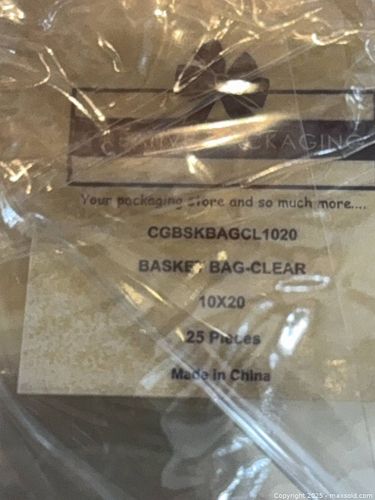 PACKAGING
Your packaging store and so much more....
CGBSKBAGCL1020
BASKET BAG-CLEAR
10X20
25 Pieces
Made in China
Copyright 2025 - maxsold.com